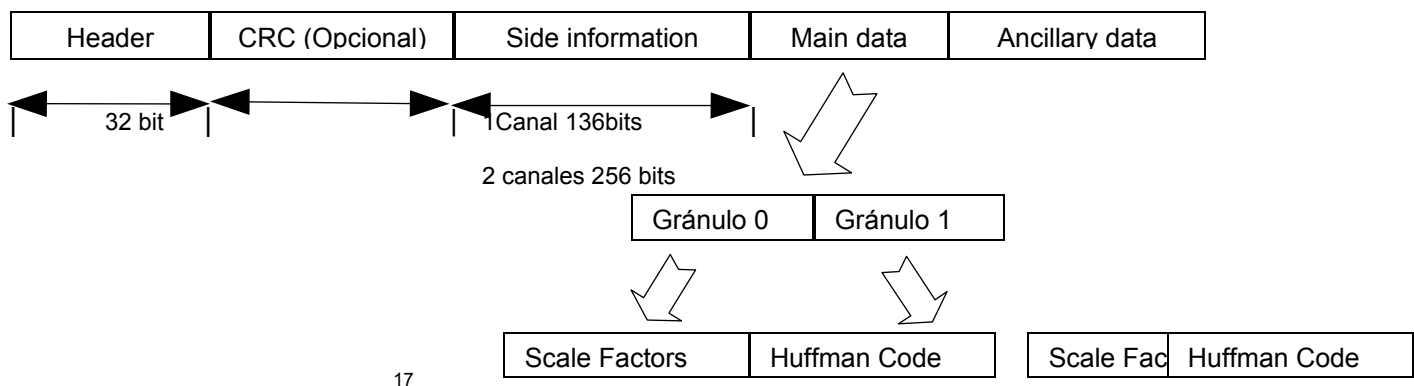 Header CRC (Opcional) Side information Main data Ancillary data
32 bit 1Canal 136bits
2 canales 256 bits
Gránulo 0 Gránulo 1
Scale Factors Huffman Code Scale Fac Huffman Code
17